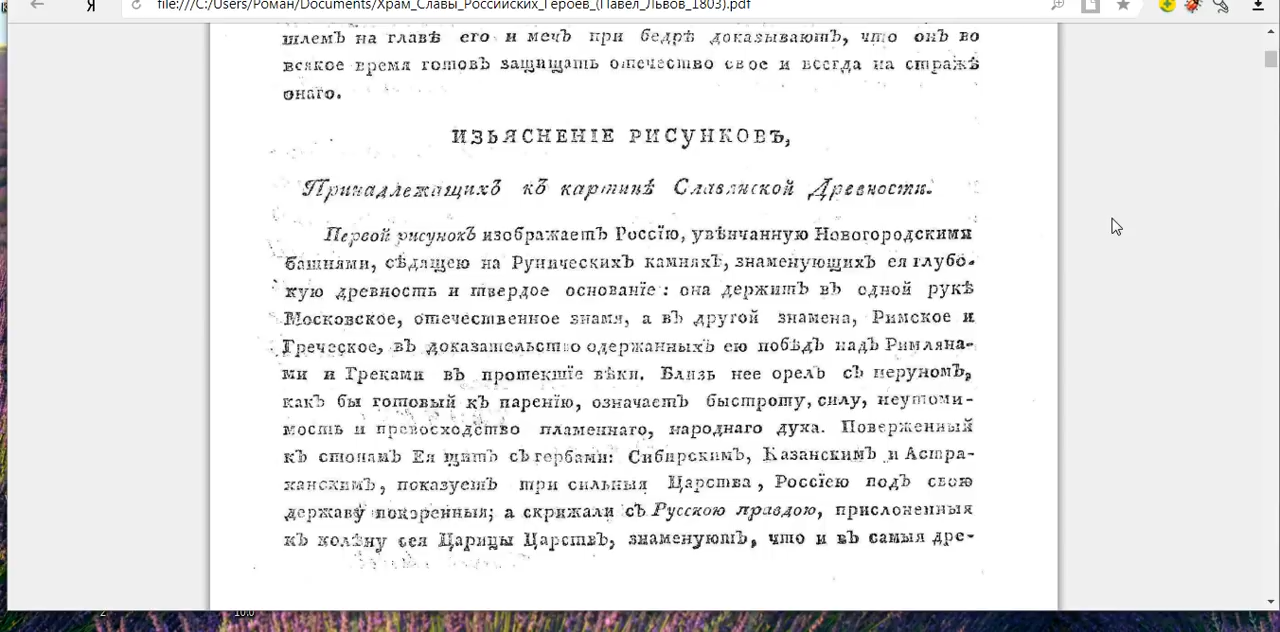 file:///C:/Users/Роман/Documents/Храм_Славы_Российских_Героев_(Павел_Львов_1803).pdf
шлемъ на главѣ его и мечъ при бедрѣ доказываютъ, что онъ во
всякое время готовъ защищать отечество свое и всегда на стражѣ
онаго.
ИЗЪЯСНЕНІЕ РИСУНКОВЪ,
Принадлежащихъ къ картинѣ Славянской Древности.
Первой рисунокъ изображаетъ Россїю, увѣнчанную Новогородскими
башнями, сѣдящею на Руническихъ камняхъ, знаменующихъ ея глубо-
кую древность и твердое основанїе: она держитъ въ одной рукѣ
Московское, отечественное знамя, а въ другой знамена, Римское и
Греческое, въ доказательство одержанныхъ ею побѣдъ надъ Римляна-
ми и Греками въ протекшїе вѣки. Близь нее орелъ съ перуномъ,
какъ бы готовый къ паренїю, означаетъ быстроту, силу, неутоми-
мость и превосходство пламеннаго, народнаго духа. Поверженный
къ стопамъ Ея щитъ съ гербами: Сибирскимъ, Казанскимъ и Астра-
ханскимъ, показуетъ три сильныя Царства, Россїею подъ свою
державу покоренныя; а скрижали съ Русскою правдою, прислоненныя
къ колѣну сея Царицы Царствъ, знаменуютъ, что и въ самыя дре-